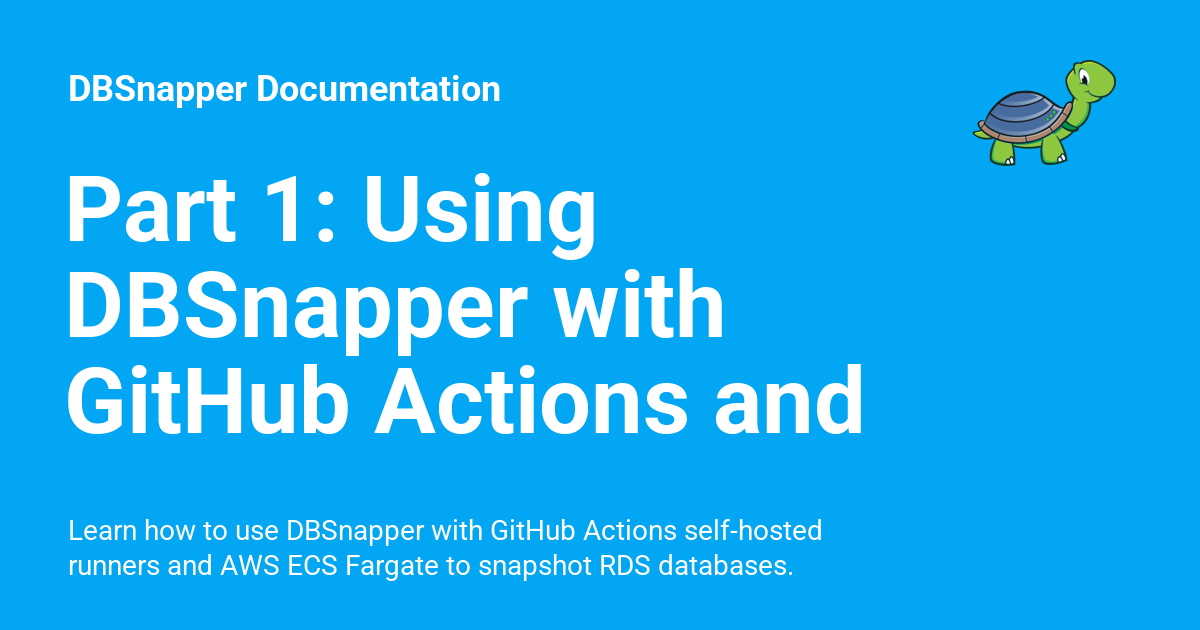 DBSnapper Documentation
Part 1: Using
DBSnapper with
GitHub Actions and
Learn how to use DBSnapper with GitHub Actions self-hosted
runners and AWS ECS Fargate to snapshot RDS databases.